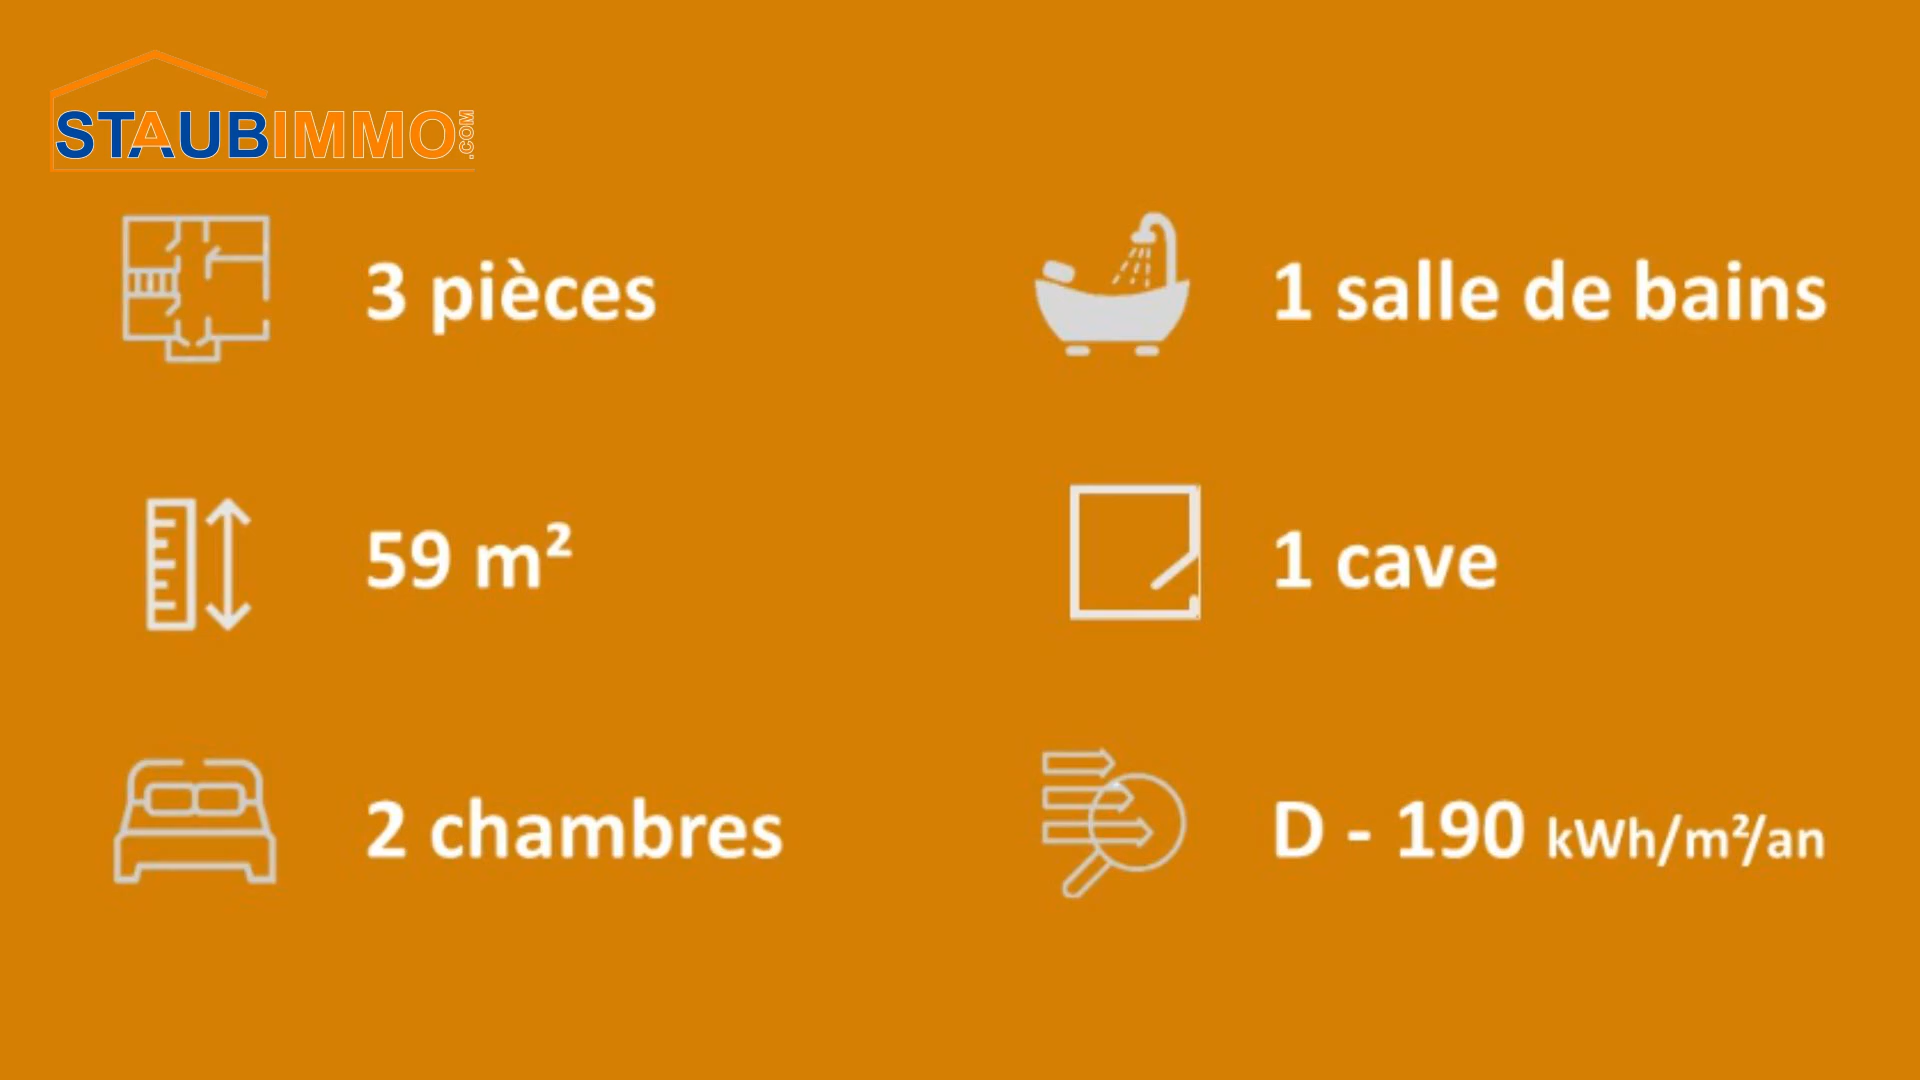 STAUBIMMO.COM
3 pièces
1 salle de bains
59 m²
1 cave
2 chambres
D - 190 kWh/m²/an